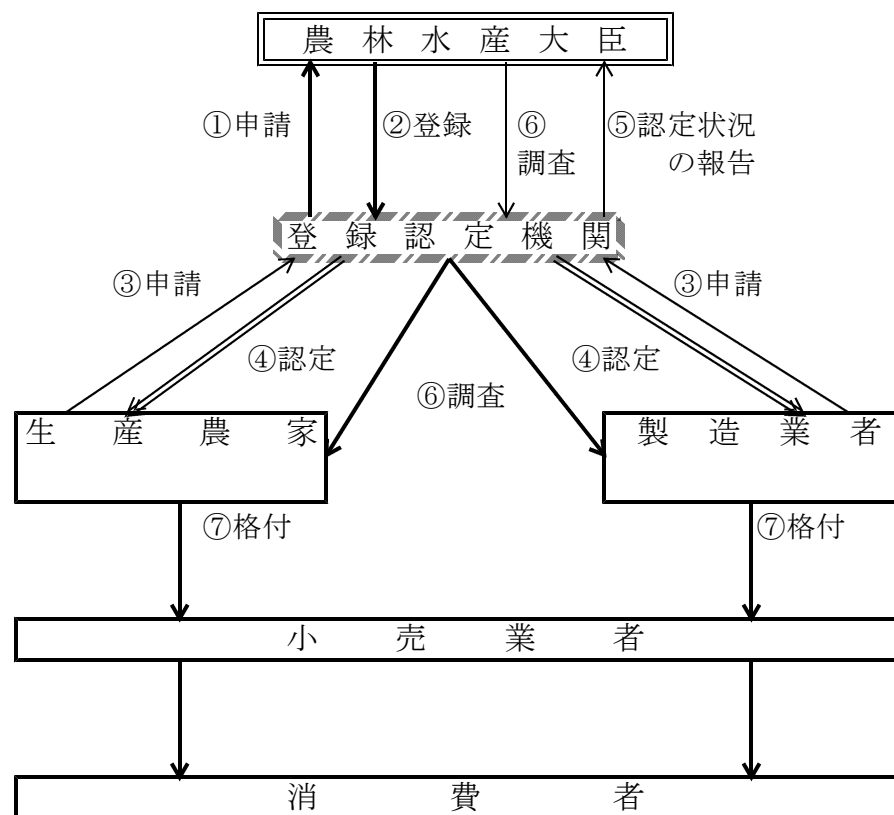 農林水産大臣
①申請
②登録
⑥
調査
⑤認定状況
の報告
登録認定機関
③申請
③申請
④認定
④認定
⑥調査
生産農家
製造業者
⑦格付
⑦格付
小売業者
消費者